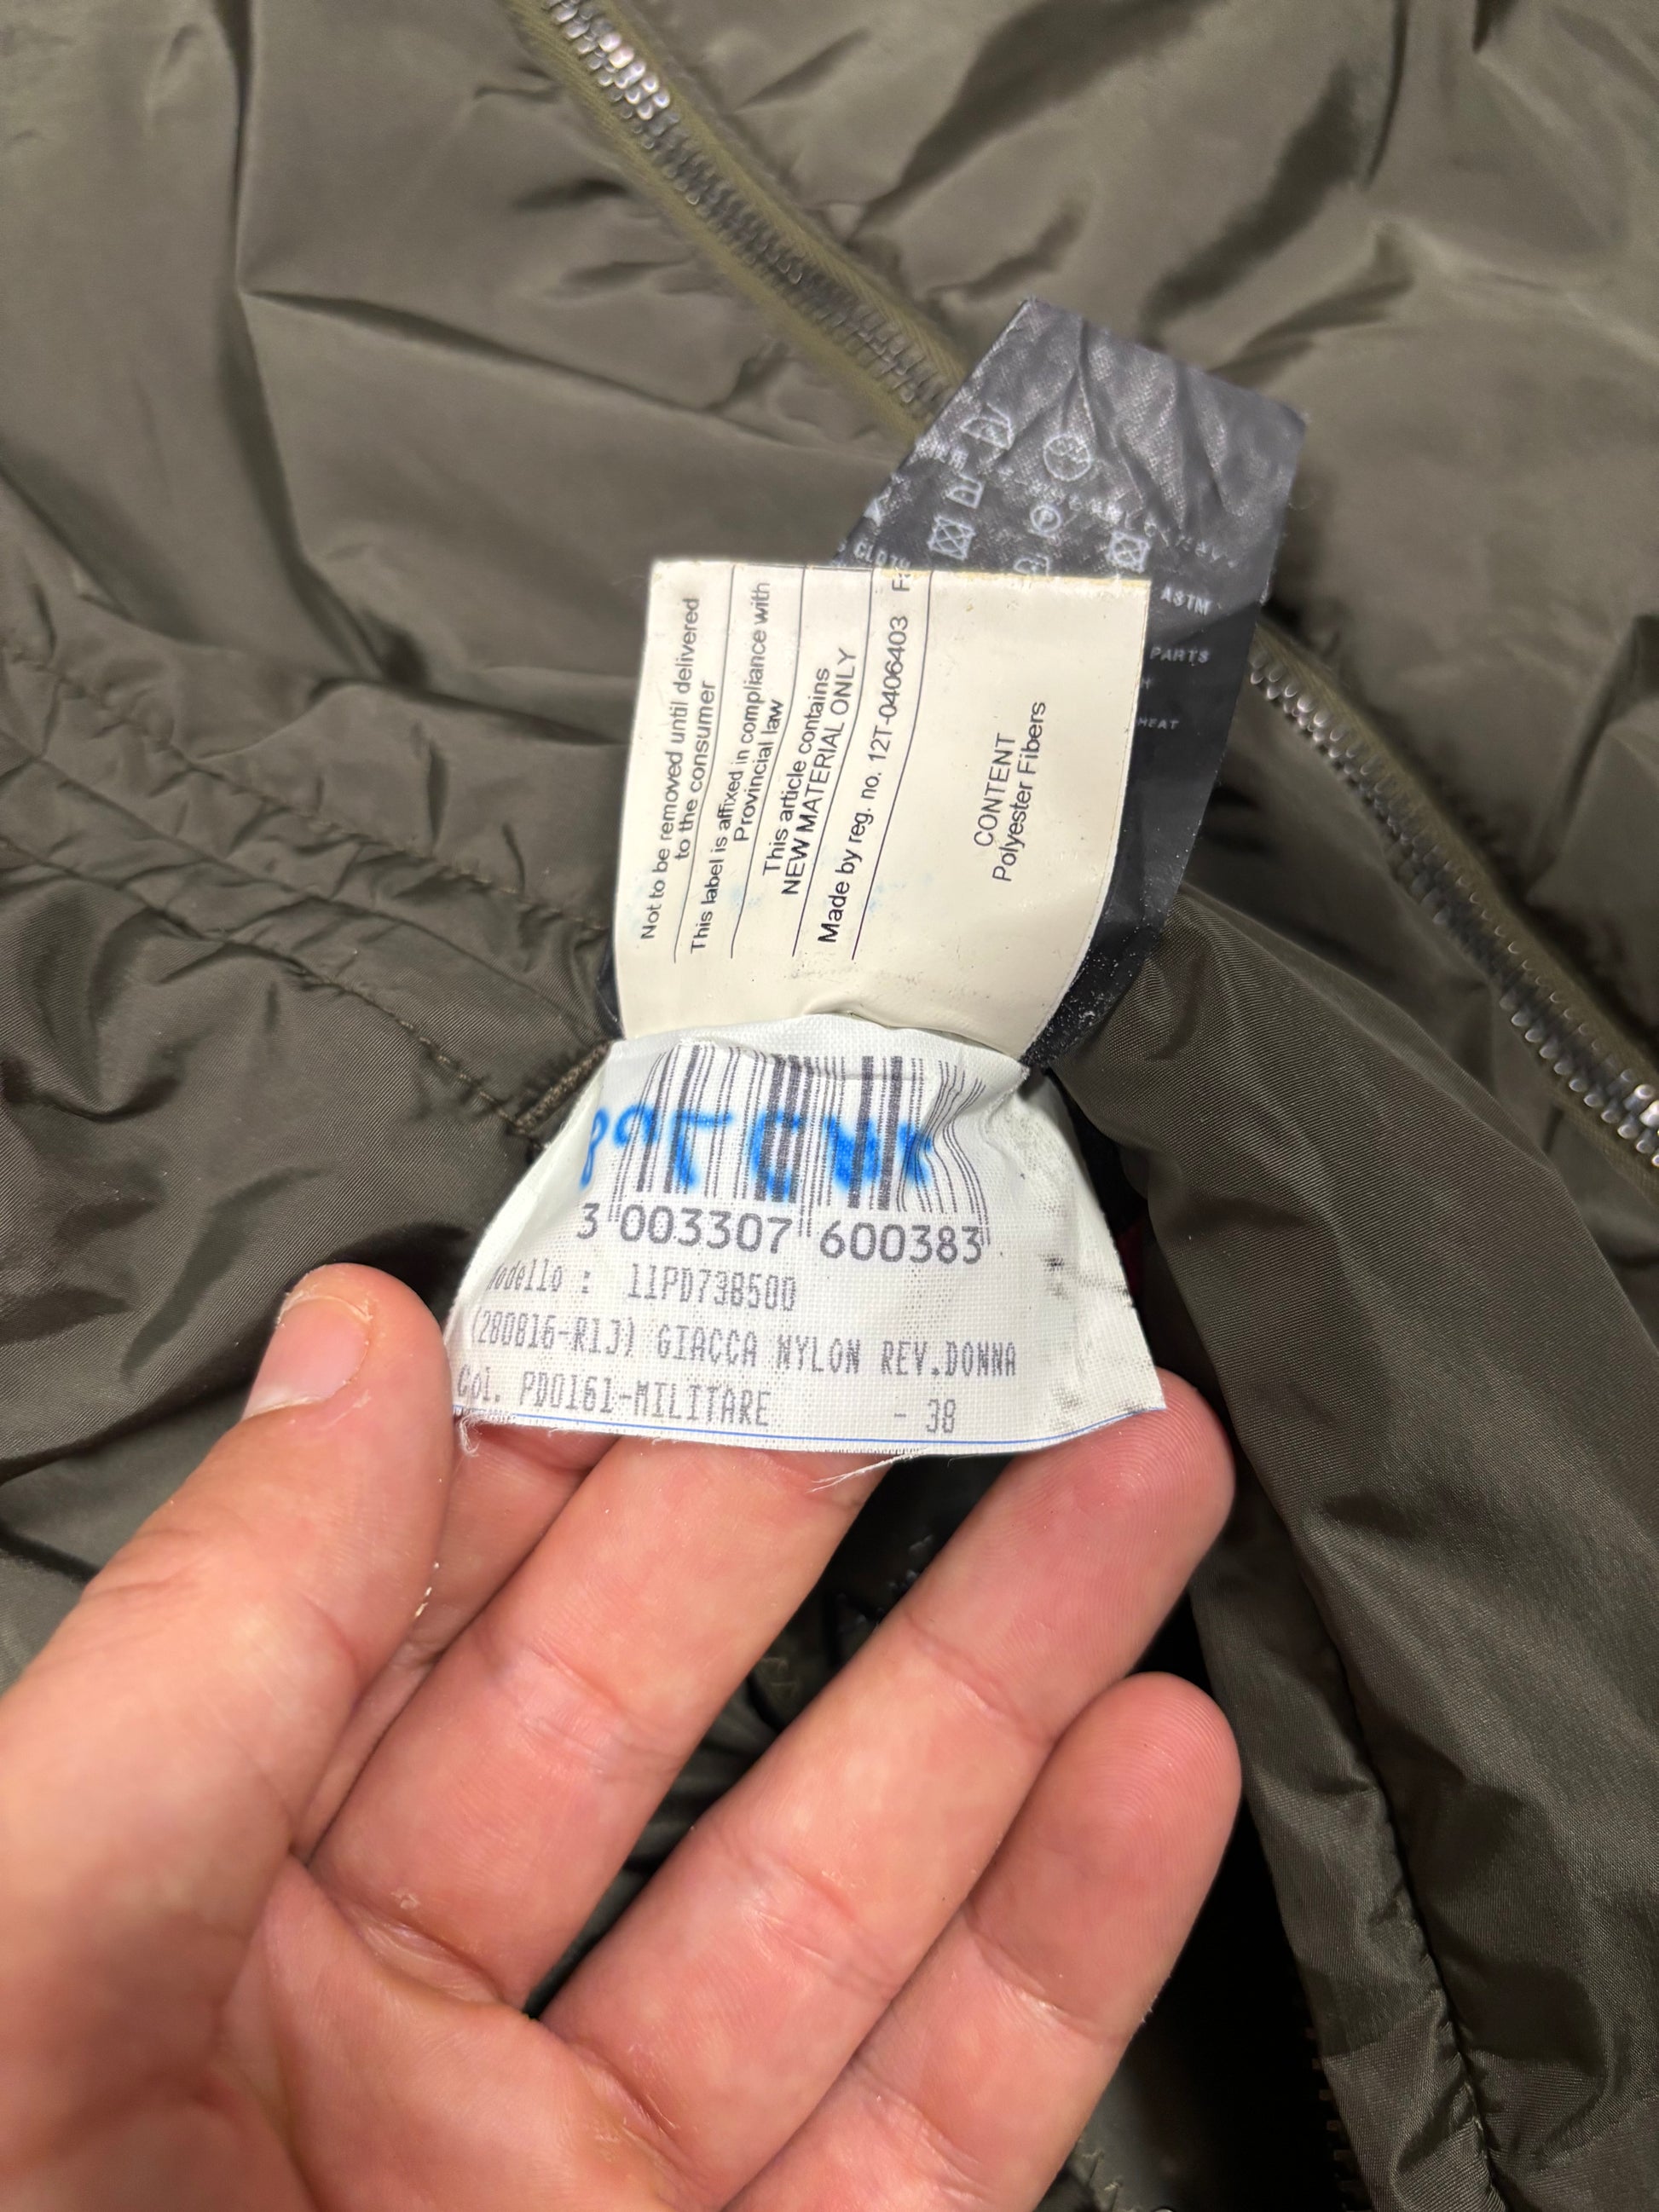 Not to be removed until delivered
to the consumer
This label is affixed in compliance with
Provincial law
This article contains
NEW MATERIAL ONLY
Made by reg. no. 12T-0406403
CONTENT
Polyester Fibers
ASTM
PARTS
HEAT
3 003307 600383
Modello : 11PD738500
(280816-R1J) GIACCA NYLON REV.DONNA
Col. PD0161-MILITARE - 38